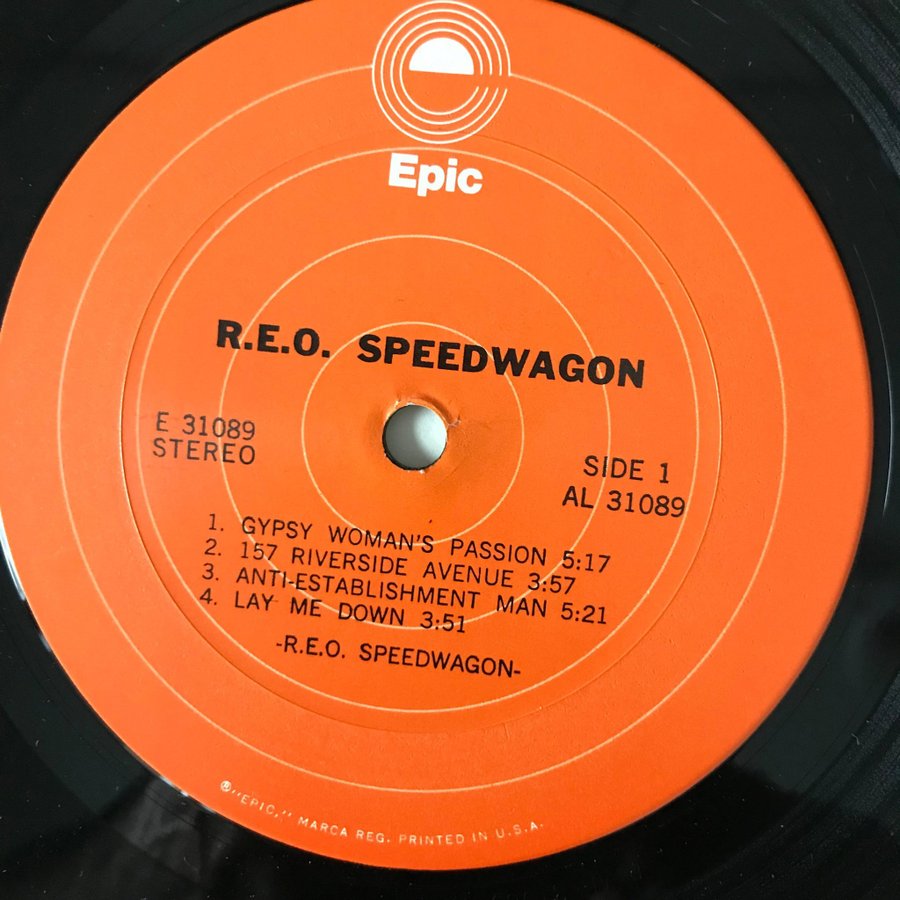 Epic
R.E.O. SPEEDWAGON
E 31089
STEREO
SIDE 1
AL 31089
1. GYPSY WOMAN'S PASSION 5:17
2. 157 RIVERSIDE AVENUE 3:57
3. ANTI-ESTABLISHMENT MAN 5:21
4. LAY ME DOWN 3:51
-R.E.O. SPEEDWAGON-
®"EPIC," MARCA REG. PRINTED IN U.S.A.